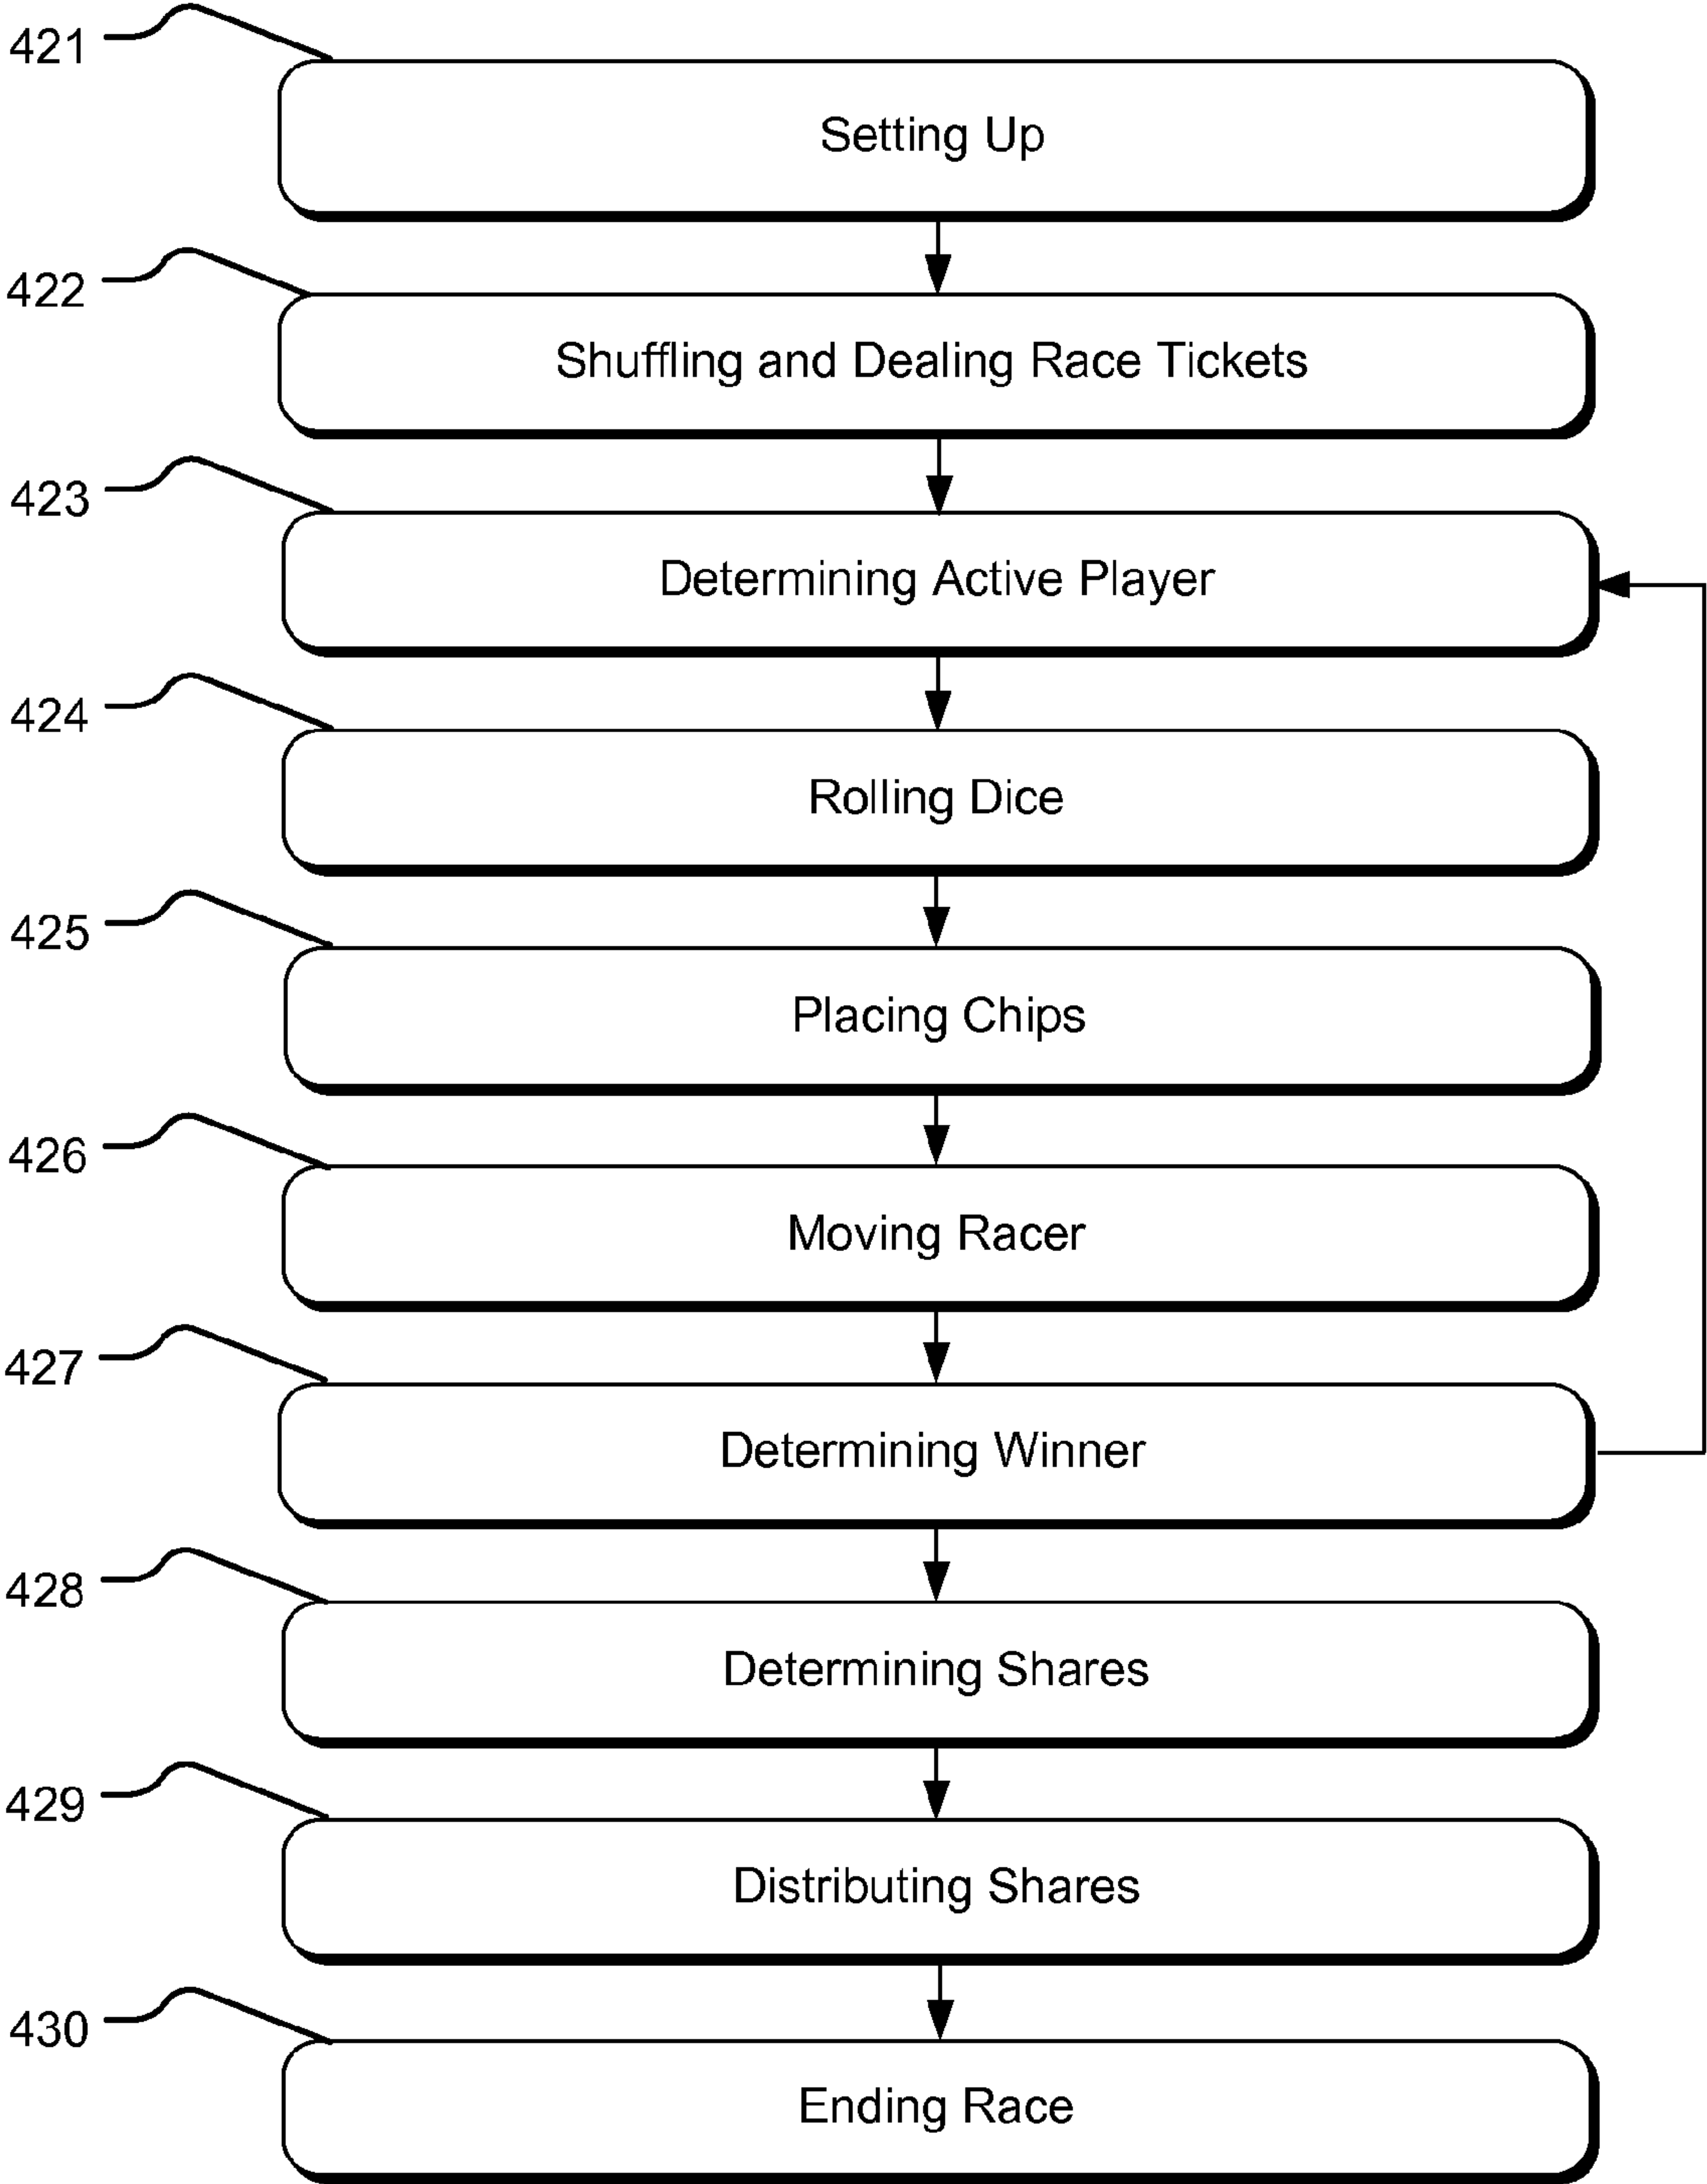 421
Setting Up
422
Shuffling and Dealing Race Tickets
423
Determining Active Player
424
Rolling Dice
425
Placing Chips
426
Moving Racer
427
Determining Winner
428
Determining Shares
429
Distributing Shares
430
Ending Race